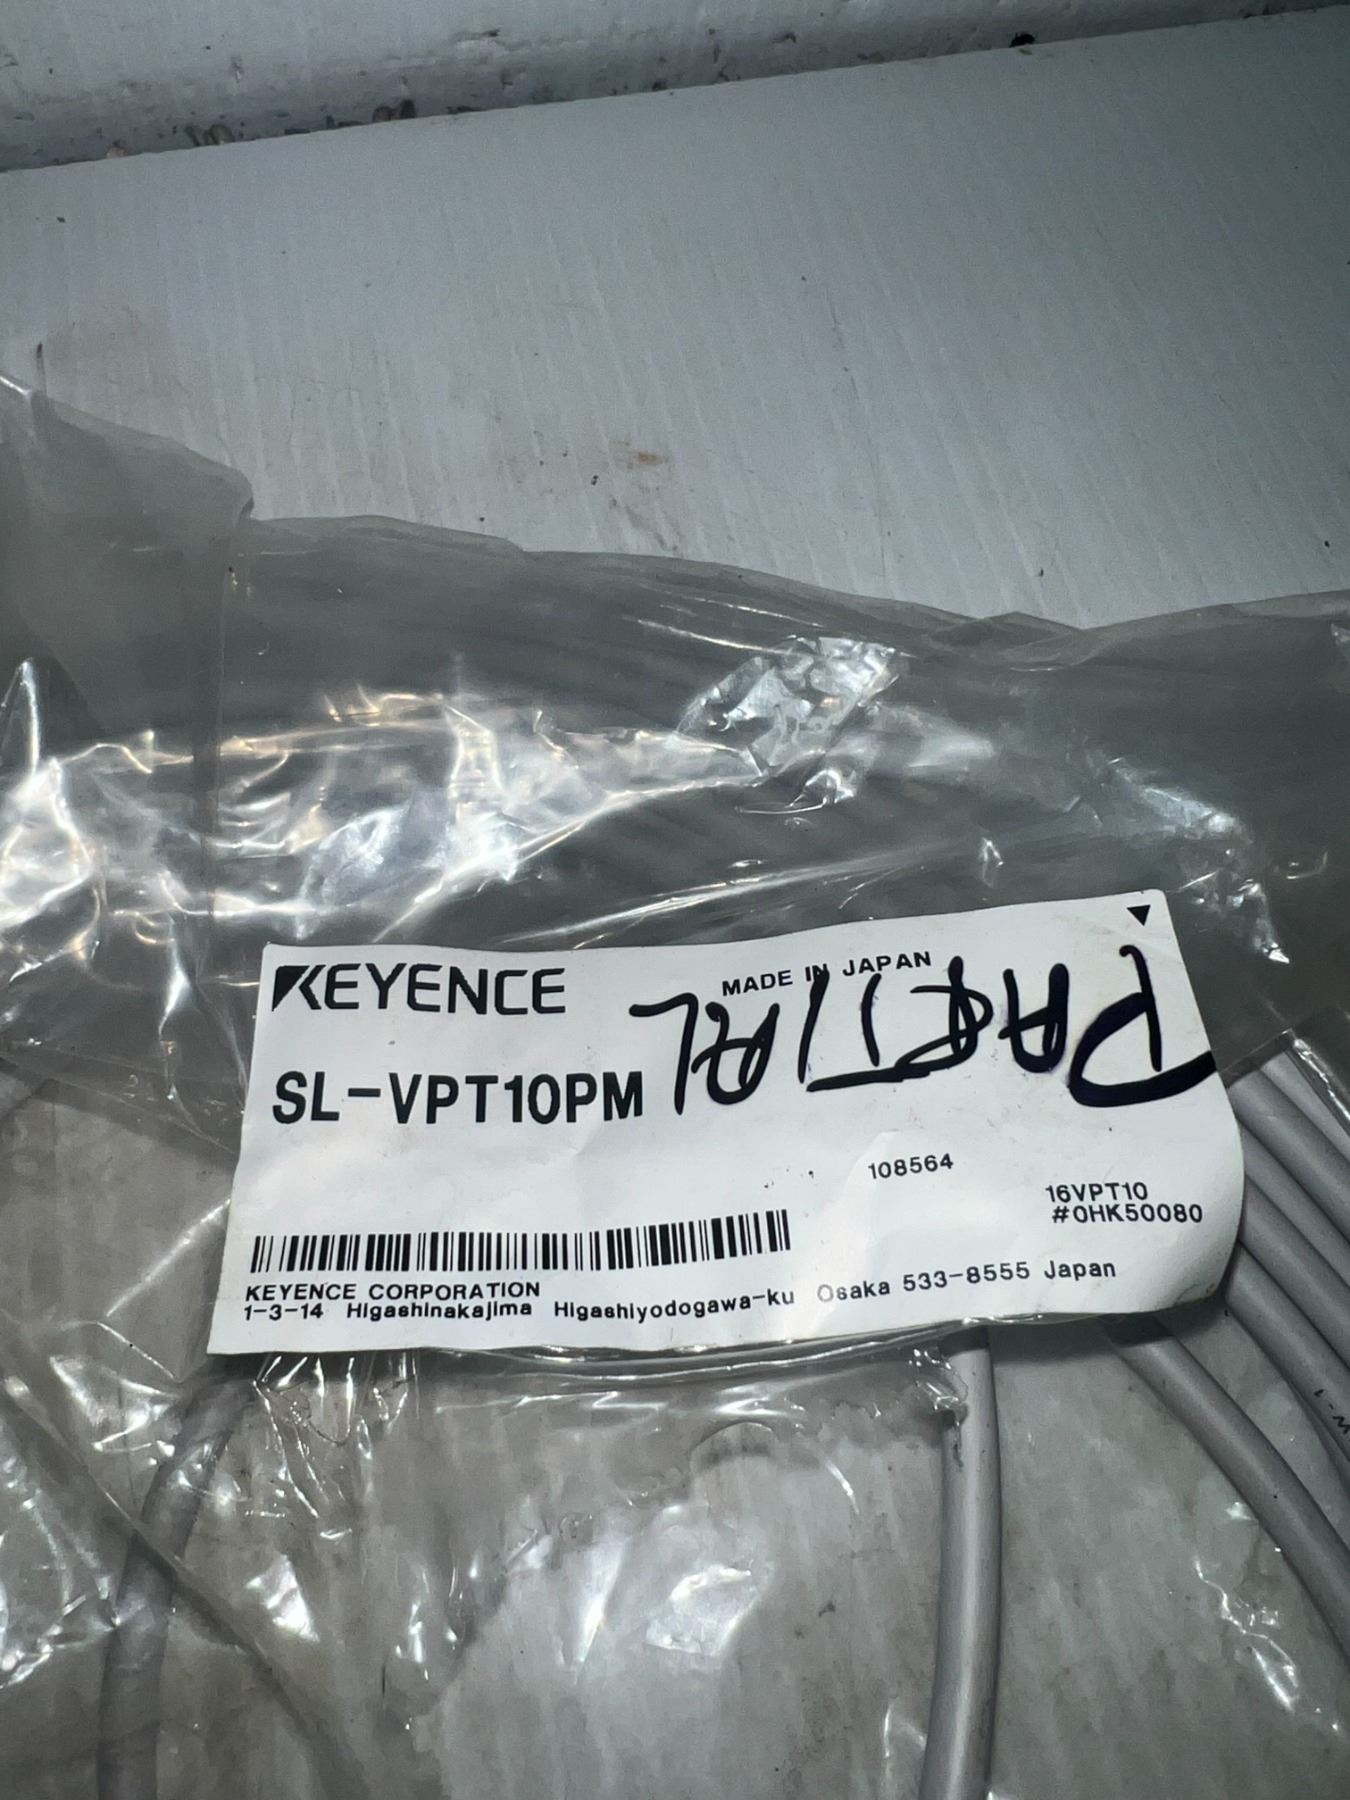 KEYENCE
MADE IN JAPAN
PARTIAL
SL-VPT10PM
108564
16VPT10
#0HK50080
KEYENCE CORPORATION
1-3-14 Higashinakajima Higashiyodogawa-ku Osaka 533-8555 Japan